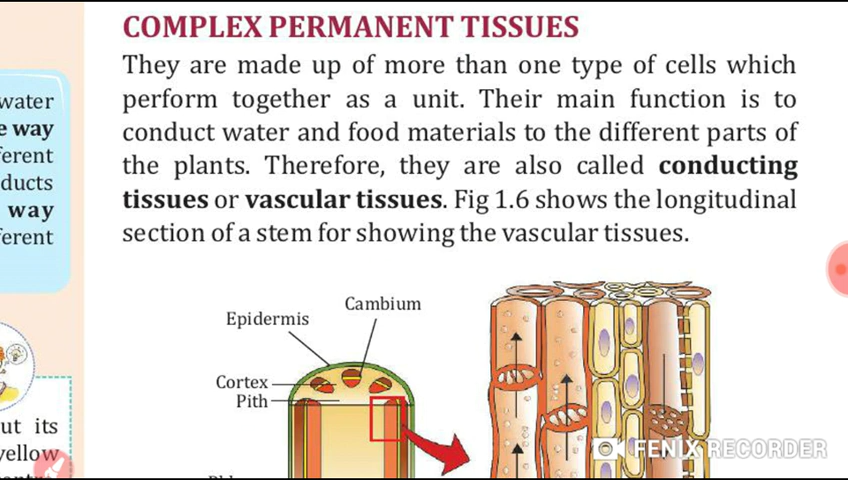 COMPLEX PERMANENT TISSUES
They are made up of more than one type of cells which
perform together as a unit. Their main function is to
conduct water and food materials to the different parts of
the plants. Therefore, they are also called conducting
tissues or vascular tissues. Fig 1.6 shows the longitudinal
section of a stem for showing the vascular tissues.
water
e way
ferent
ducts
way
ferent
ut its
yellow
Cambium
Epidermis
Cortex
Pith
FENIX RECORDER